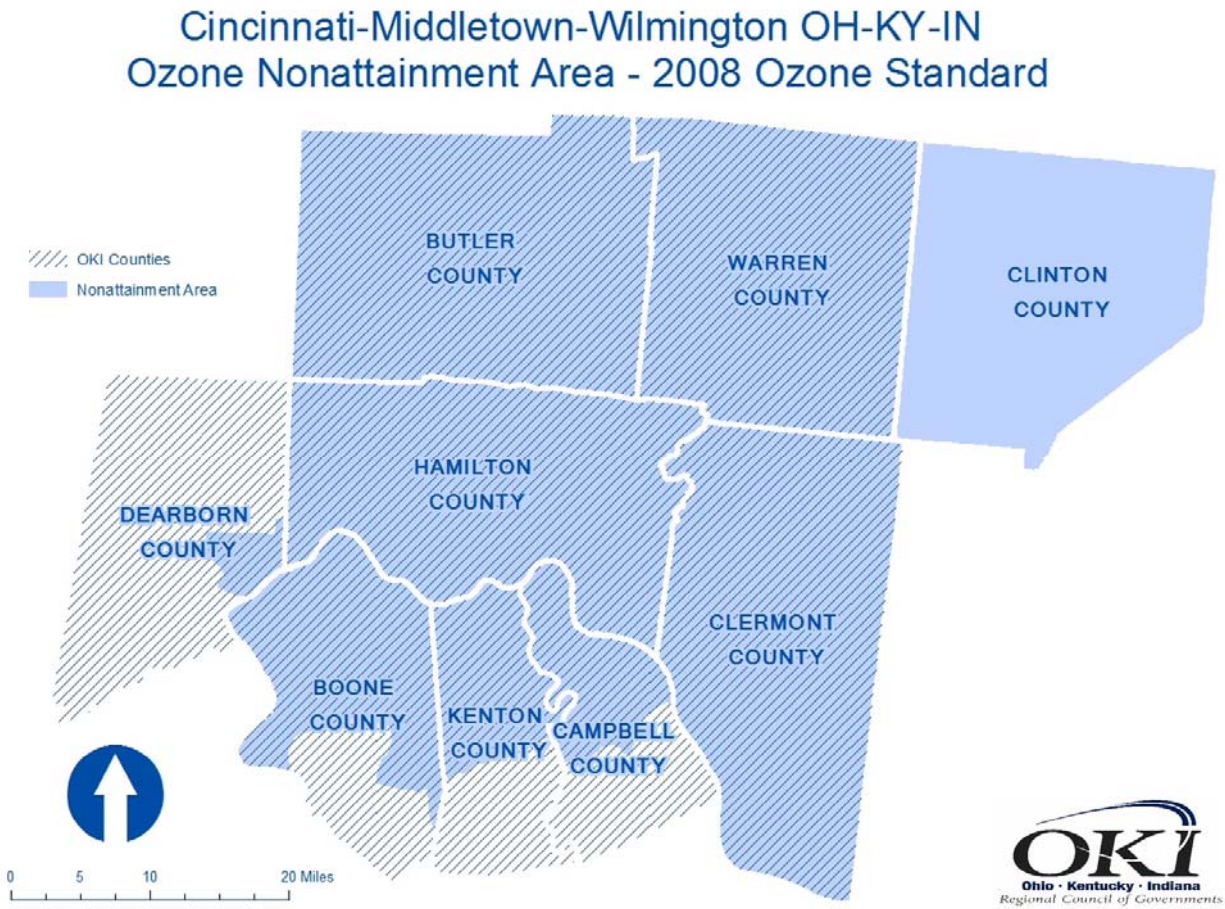 Cincinnati-Middletown-Wilmington OH-KY-IN
Ozone Nonattainment Area - 2008 Ozone Standard
OKI Counties
Nonattainment Area
BUTLER
COUNTY
WARREN
COUNTY
CLINTON
COUNTY
HAMILTON
COUNTY
DEARBORN
COUNTY
CLERMONT
COUNTY
BOONE
COUNTY
KENTON
COUNTY
CAMPBELL
COUNTY
0 5 10 20 Miles
OKI
Ohio · Kentucky · Indiana
Regional Council of Governments